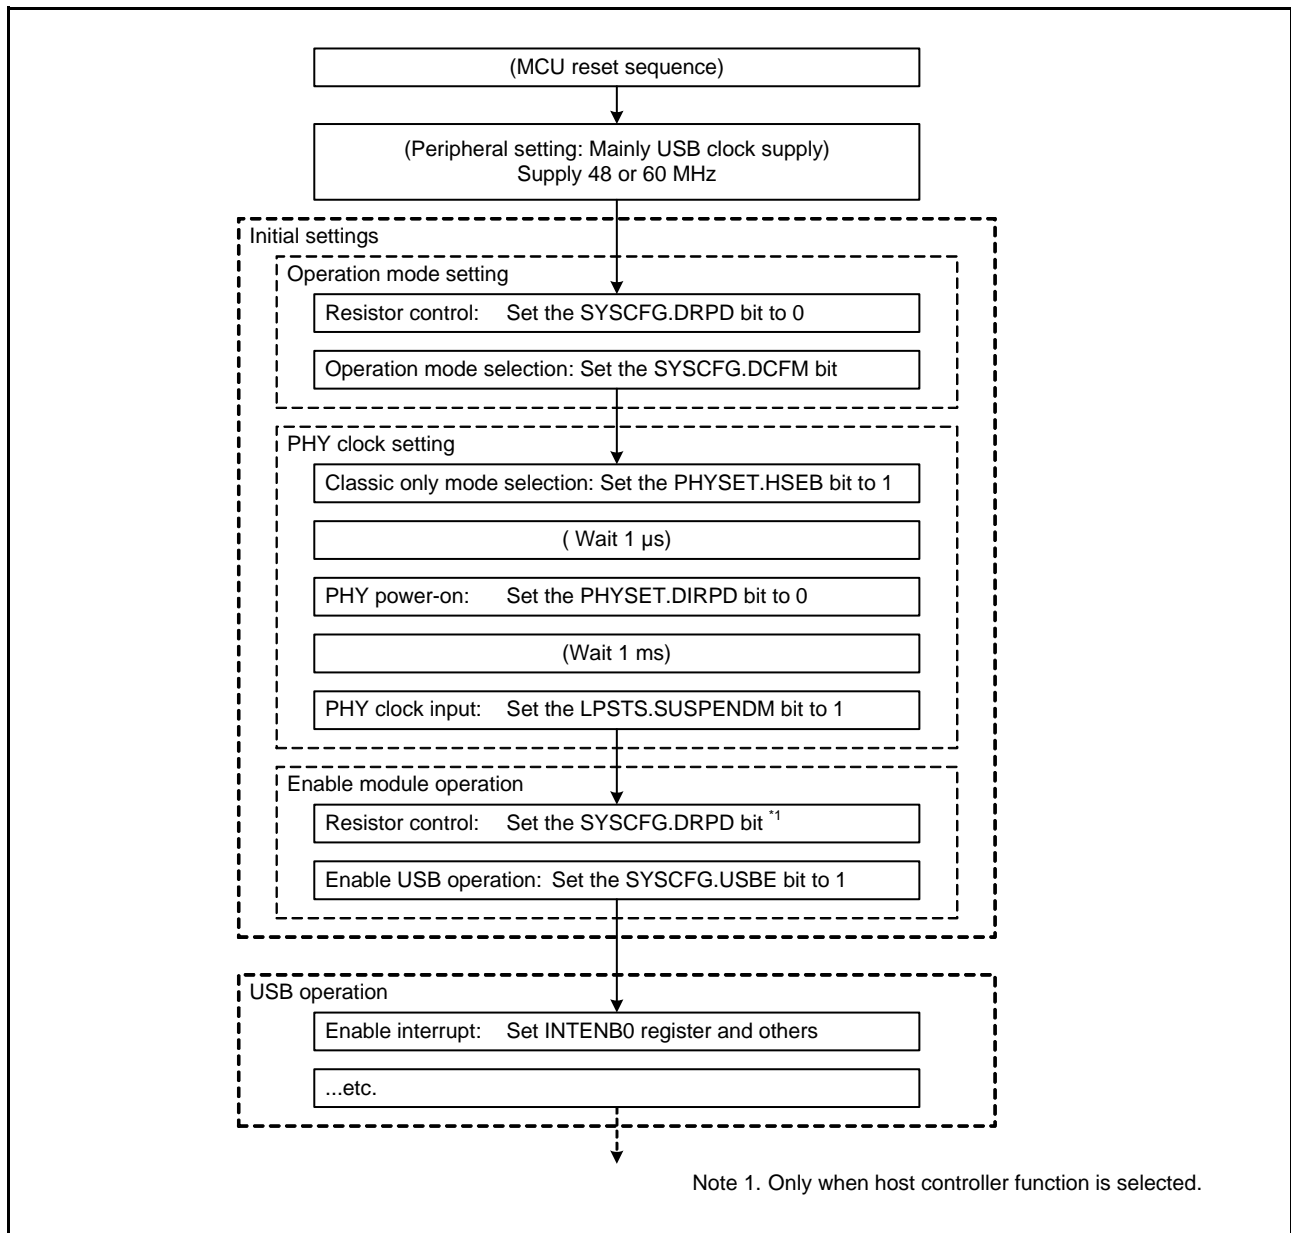 (MCU reset sequence)
(Peripheral setting: Mainly USB clock supply)
Supply 48 or 60 MHz
Initial settings
Operation mode setting
Resistor control: Set the SYSCFG.DRPD bit to 0
Operation mode selection: Set the SYSCFG.DCFM bit
PHY clock setting
Classic only mode selection: Set the PHYSET.HSEB bit to 1
( Wait 1 µs)
PHY power-on: Set the PHYSET.DIRPD bit to 0
(Wait 1 ms)
PHY clock input: Set the LPSTS.SUSPENDM bit to 1
Enable module operation
Resistor control: Set the SYSCFG.DRPD bit *1
Enable USB operation: Set the SYSCFG.USBE bit to 1
USB operation
Enable interrupt: Set INTENB0 register and others
...etc.
Note 1. Only when host controller function is selected.